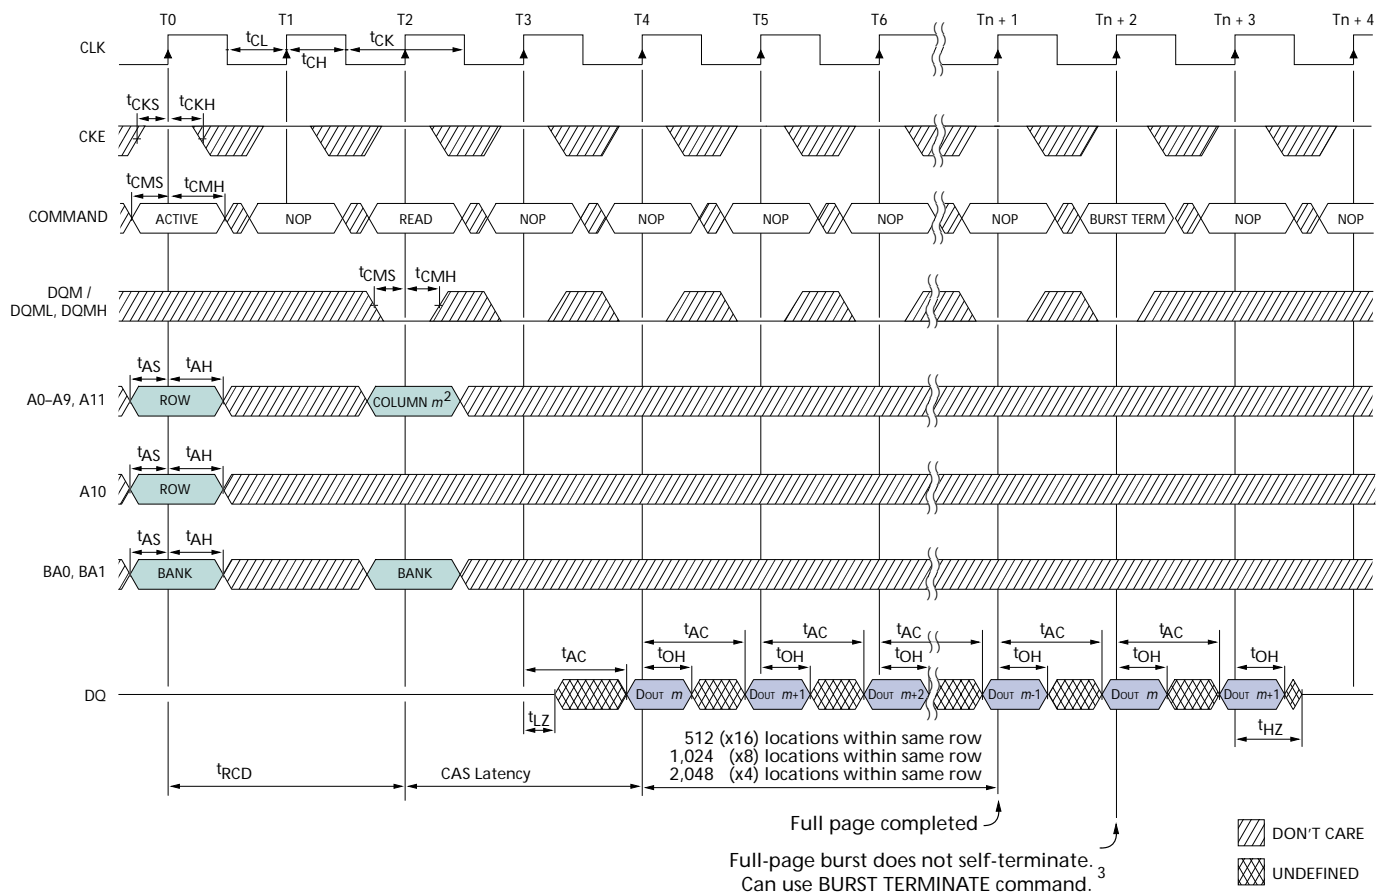 T0 T1 T2 T3 T4 T5 T6 Tn + 1 Tn + 2 Tn + 3 Tn + 4
CLK
tCL tCK
tCH
tCKS tCKH
CKE
tCMS tCMH
COMMAND ACTIVE NOP READ NOP NOP NOP NOP NOP BURST TERM NOP NOP
tCMS tCMH
DQM /
DQML, DQMH
tAS tAH
A0–A9, A11 ROW COLUMN m2
tAS tAH
A10 ROW
tAS tAH
BA0, BA1 BANK BANK
tAC tAC tAC tAC tAC
tAC tOH tOH tOH tOH tOH tOH
DQ DOUT m DOUT m+1 DOUT m+2 DOUT m-1 DOUT m DOUT m+1
tLZ tHZ
512 (x16) locations within same row
1,024 (x8) locations within same row
2,048 (x4) locations within same row
tRCD CAS Latency
Full page completed
Full-page burst does not self-terminate. 3
Can use BURST TERMINATE command.
DON'T CARE
UNDEFINED